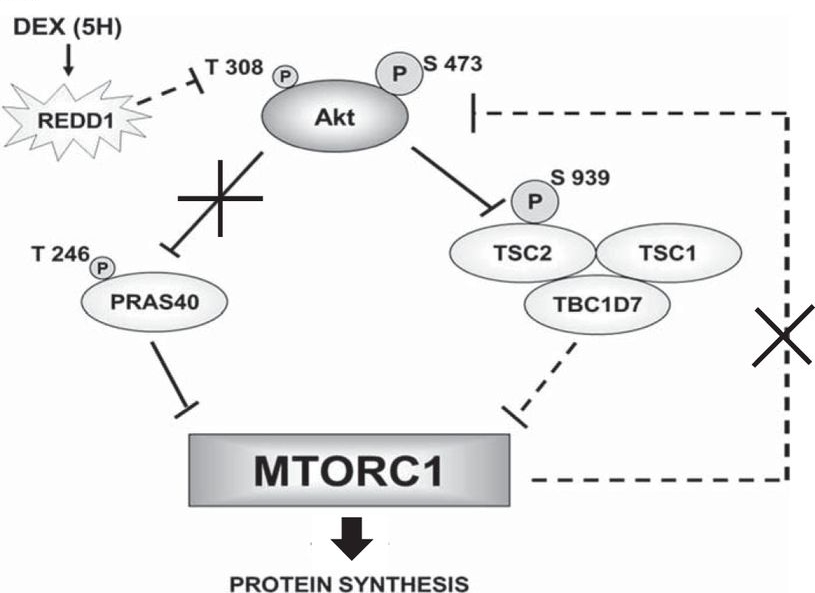 DEX (5H)
REDD1
T 308
P
P
S 473
Akt
S 939
P
T 246
P
PRAS40
TSC2
TSC1
TBC1D7
MTORC1
PROTEIN SYNTHESIS